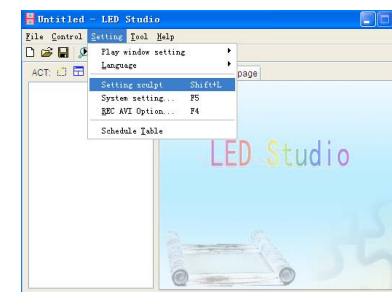 Untitled - LED Studio
File Control Setting Tool Help
Play window setting
Language
ACT:
page
Setting sculpt Shift+L
System setting... F5
REC AVI Option... F4
Schedule Table
LED Studio